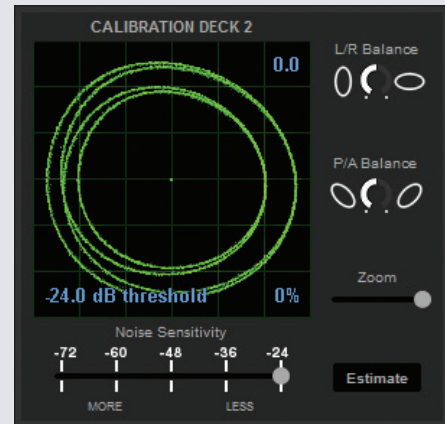 CALIBRATION DECK 2
0.0
-24.0 dB threshold 0%
L/R Balance
P/A Balance
Zoom
Noise Sensitivity
-72 -60 -48 -36 -24
MORE LESS
Estimate